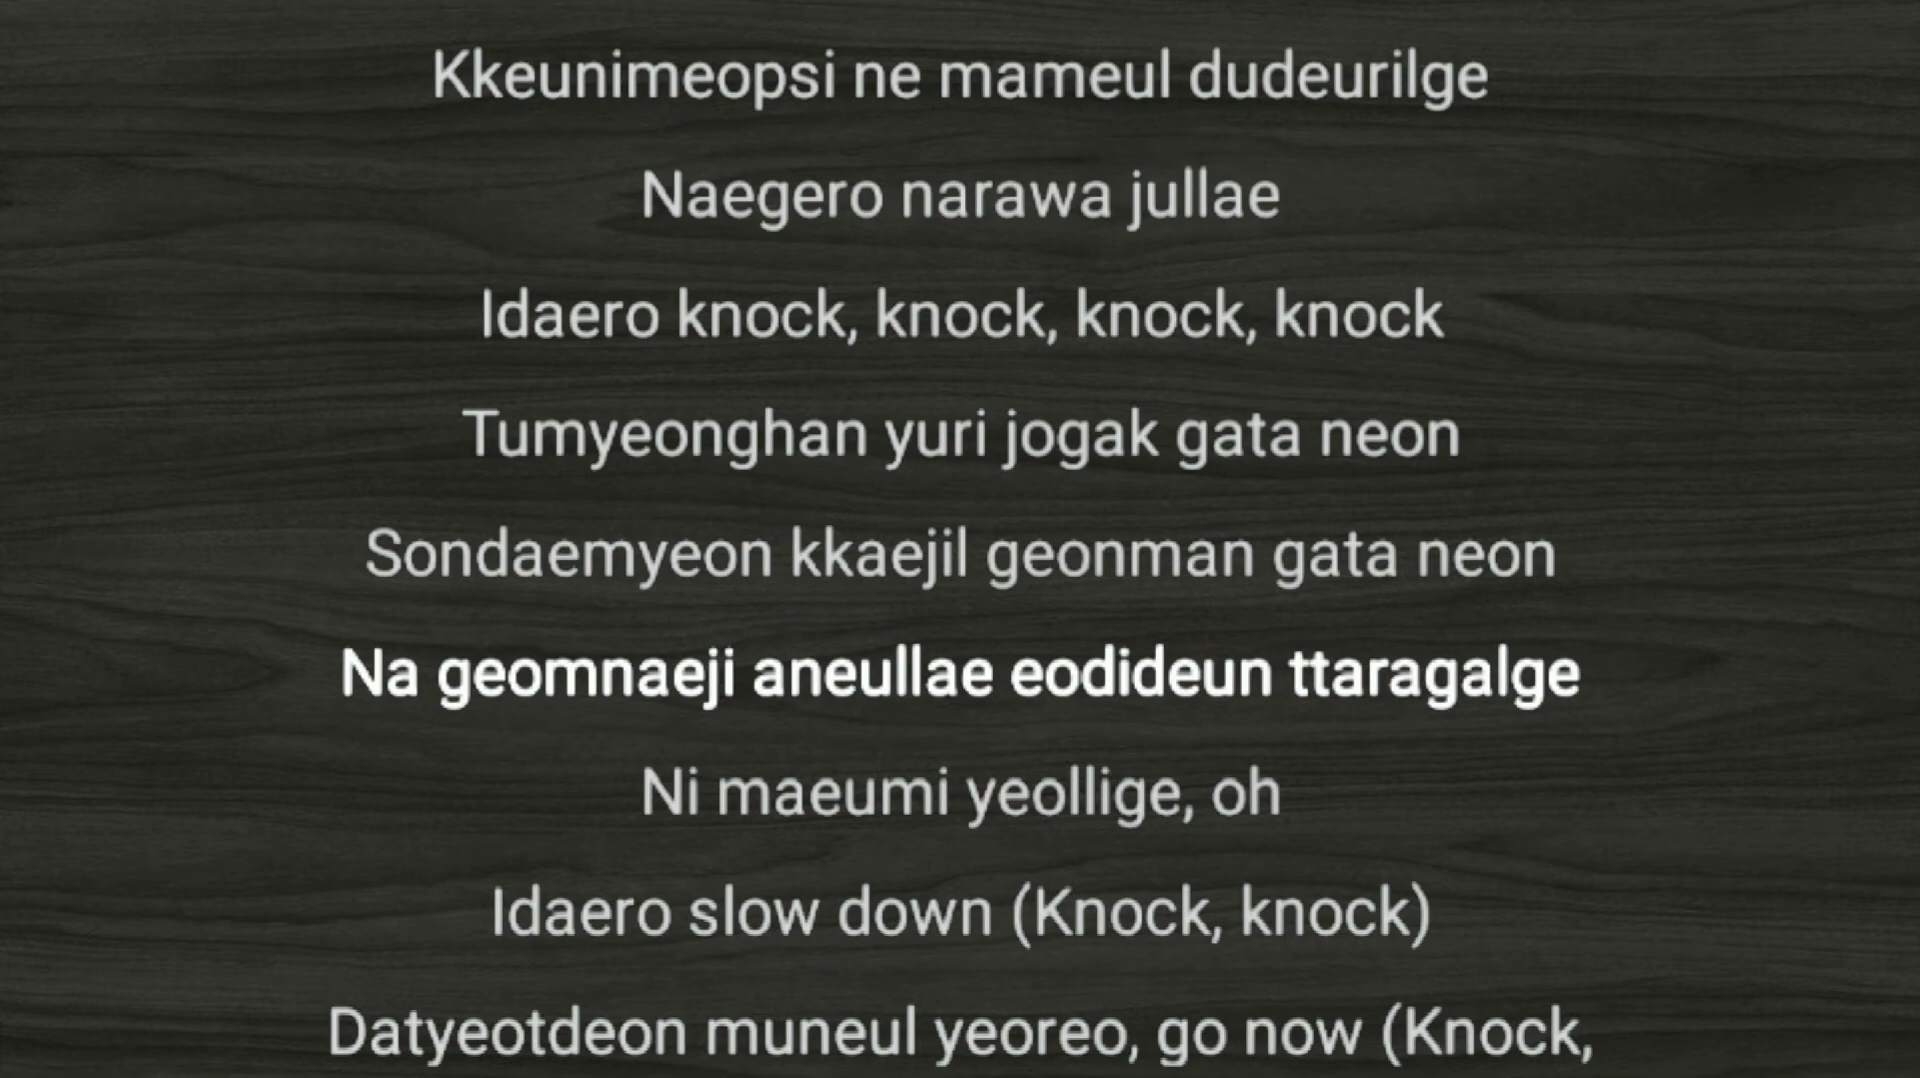 Kkeunimeopsi ne mameul dudeurilge
Naegero narawa jullae
Idaero knock, knock, knock, knock
Tumyeonghan yuri jogak gata neon
Sondaemyeon kkaejil geonman gata neon
Na geomnaeji aneullae eodideun ttaragalge
Ni maeumi yeollige, oh
Idaero slow down (Knock, knock)
Datyeotdeon muneul yeoreo, go now (Knock,